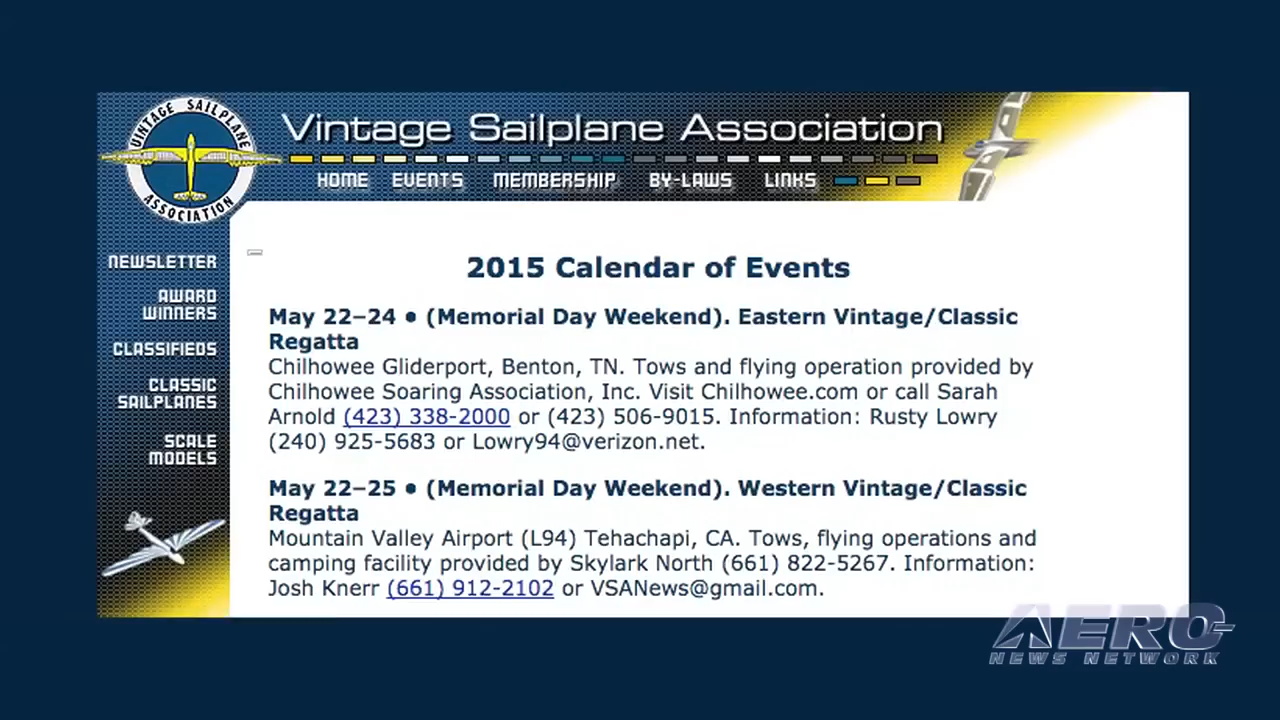 VINTAGE SAILPLANE
ASSOCIATION
Vintage Sailplane Association
HOME EVENTS MEMBERSHIP BY-LAWS LINKS
NEWSLETTER
AWARD
WINNERS
CLASSIFIEDS
CLASSIC
SAILPLANES
SCALE
MODELS
2015 Calendar of Events
May 22–24 • (Memorial Day Weekend). Eastern Vintage/Classic
Regatta
Chilhowee Gliderport, Benton, TN. Tows and flying operation provided by
Chilhowee Soaring Association, Inc. Visit Chilhowee.com or call Sarah
Arnold (423) 338-2000 or (423) 506-9015. Information: Rusty Lowry
(240) 925-5683 or Lowry94@verizon.net.
May 22–25 • (Memorial Day Weekend). Western Vintage/Classic
Regatta
Mountain Valley Airport (L94) Tehachapi, CA. Tows, flying operations and
camping facility provided by Skylark North (661) 822-5267. Information:
Josh Knerr (661) 912-2102 or VSANews@gmail.com.
AERO
NEWS NETWORK